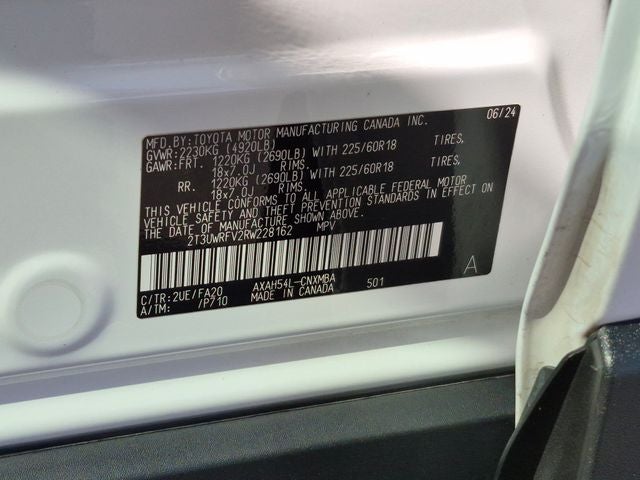 MFD.BY:TOYOTA MOTOR MANUFACTURING CANADA INC. 06/24
GVWR:2230KG (4920LB)
GAWR:FRT. 1220KG (2690LB) WITH 225/60R18 TIRES,
18x7.0J RIMS.
RR. 1220KG (2690LB) WITH 225/60R18 TIRES,
18x7.0J RIMS.
THIS VEHICLE CONFORMS TO ALL APPLICABLE FEDERAL MOTOR
VEHICLE SAFETY AND THEFT PREVENTION STANDARDS IN EFFECT ON
THE DATE OF MANUFACTURE SHOWN ABOVE.
2T3UWRFV2RW228162 MPV
C/TR:2UE/FA20 AXAH54L-CNXMBA 501 A
A/TM: /P710 MADE IN CANADA